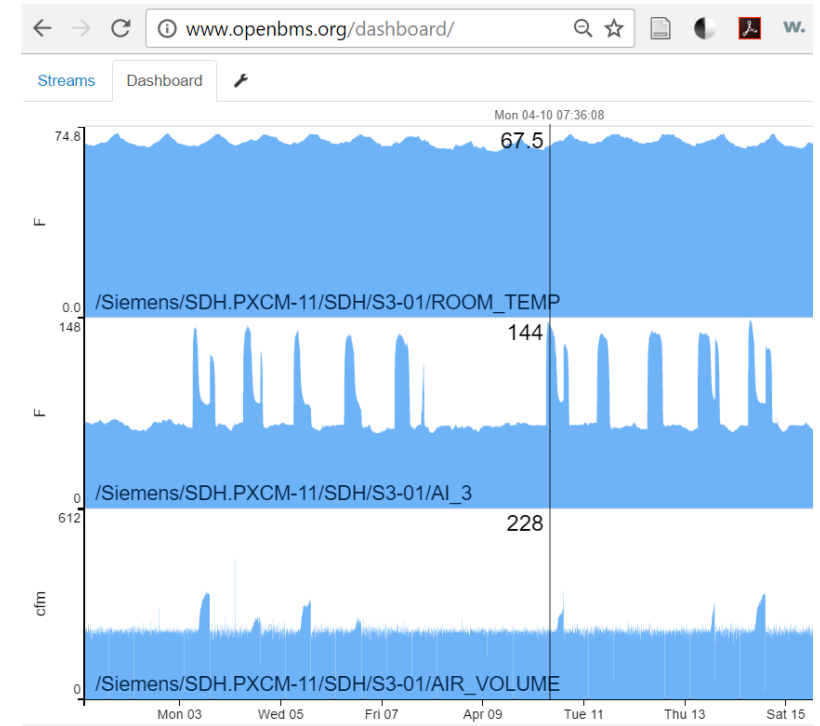 www.openbms.org/dashboard/
w.
Streams Dashboard
Mon 04-10 07:36:08
74.8
67.5
F
0.0
/Siemens/SDH.PXCM-11/SDH/S3-01/ROOM_TEMP
148
144
F
0
/Siemens/SDH.PXCM-11/SDH/S3-01/AI_3
612
228
cfm
0
/Siemens/SDH.PXCM-11/SDH/S3-01/AIR_VOLUME
Mon 03 Wed 05 Fri 07 Apr 09 Tue 11 Thu 13 Sat 15